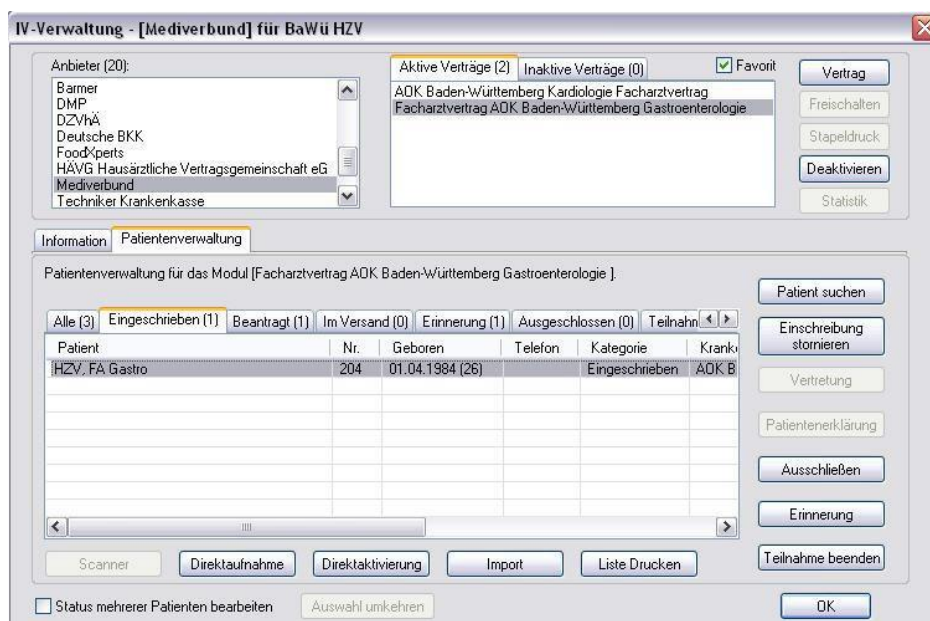 IV-Verwaltung - [Mediverbund] für BaWü HZV
Anbieter (20):
Barmer
DMP
DZVhÄ
Deutsche BKK
FoodXperts
HÄVG Hausärztliche Vertragsgemeinschaft eG
Mediverbund
Techniker Krankenkasse
Aktive Verträge (2) Inaktive Verträge (0) Favorit
AOK Baden-Württemberg Kardiologie Facharztvertrag
Facharztvertrag AOK Baden-Württemberg Gastroenterologie
Vertrag
Freischalten
Stapeldruck
Deaktivieren
Statistik
Information Patientenverwaltung
Patientenverwaltung für das Modul [Facharztvertrag AOK Baden-Württemberg Gastroenterologie ].
Alle (3) Eingeschrieben (1) Beantragt (1) Im Versand (0) Erinnerung (1) Ausgeschlossen (0) Teilnahn
Patient Nr. Geboren Telefon Kategorie Kranke
HZV, FA Gastro 204 01.04.1984 (26) Eingeschrieben AOK B
Patient suchen
Einschreibung
stornieren
Vertretung
Patientenerklärung
Ausschließen
Erinnerung
Teilnahme beenden
Scanner Direktaufnahme Direktaktivierung Import Liste Drucken
Status mehrerer Patienten bearbeiten Auswahl umkehren OK